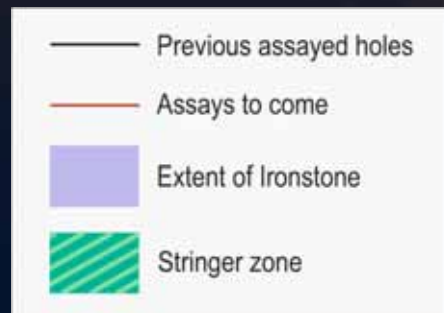 Previous assayed holes
Assays to come
Extent of Ironstone
Stringer zone